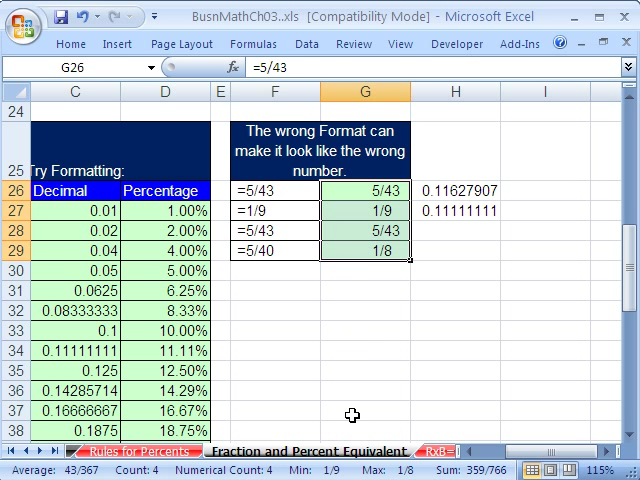 BusnMathCh03..xls [Compatibility Mode] - Microsoft Excel
Home Insert Page Layout Formulas Data Review View Developer Add-Ins
G26 fx =5/43
C D E F G H I
24
25 Try Formatting: The wrong Format can
make it look like the wrong
number.
26 Decimal Percentage =5/43 5/43 0.11627907
27 0.01 1.00% =1/9 1/9 0.11111111
28 0.02 2.00% =5/43 5/43
29 0.04 4.00% =5/40 1/8
30 0.05 5.00%
31 0.0625 6.25%
32 0.08333333 8.33%
33 0.1 10.00%
34 0.11111111 11.11%
35 0.125 12.50%
36 0.14285714 14.29%
37 0.16666667 16.67%
38 0.1875 18.75%
Rules for Percents Fraction and Percent Equivalent RxB=
Average: 43/367 Count: 4 Numerical Count: 4 Min: 1/9 Max: 1/8 Sum: 359/766 115%